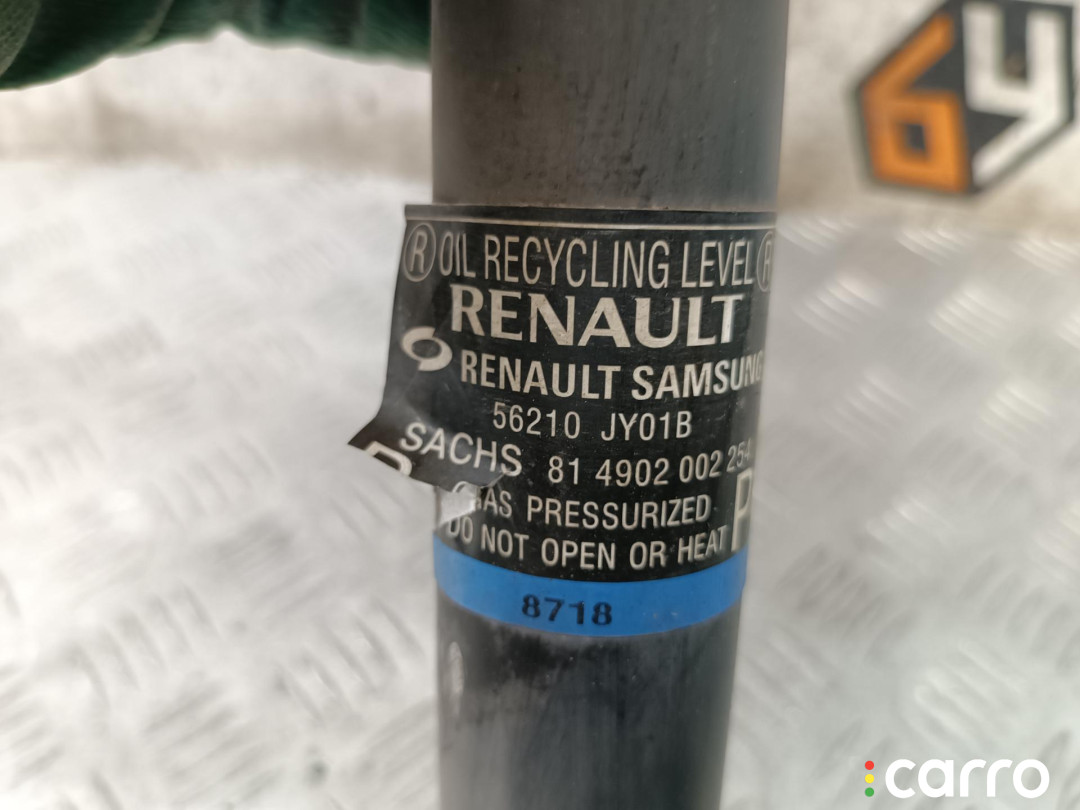 6Y
Ⓡ OIL RECYCLING LEVEL Ⓡ
RENAULT
RENAULT SAMSUNG
56210 JY01B
SACHS 81 4902 002 254
GAS PRESSURIZED
DO NOT OPEN OR HEAT
8718
carro